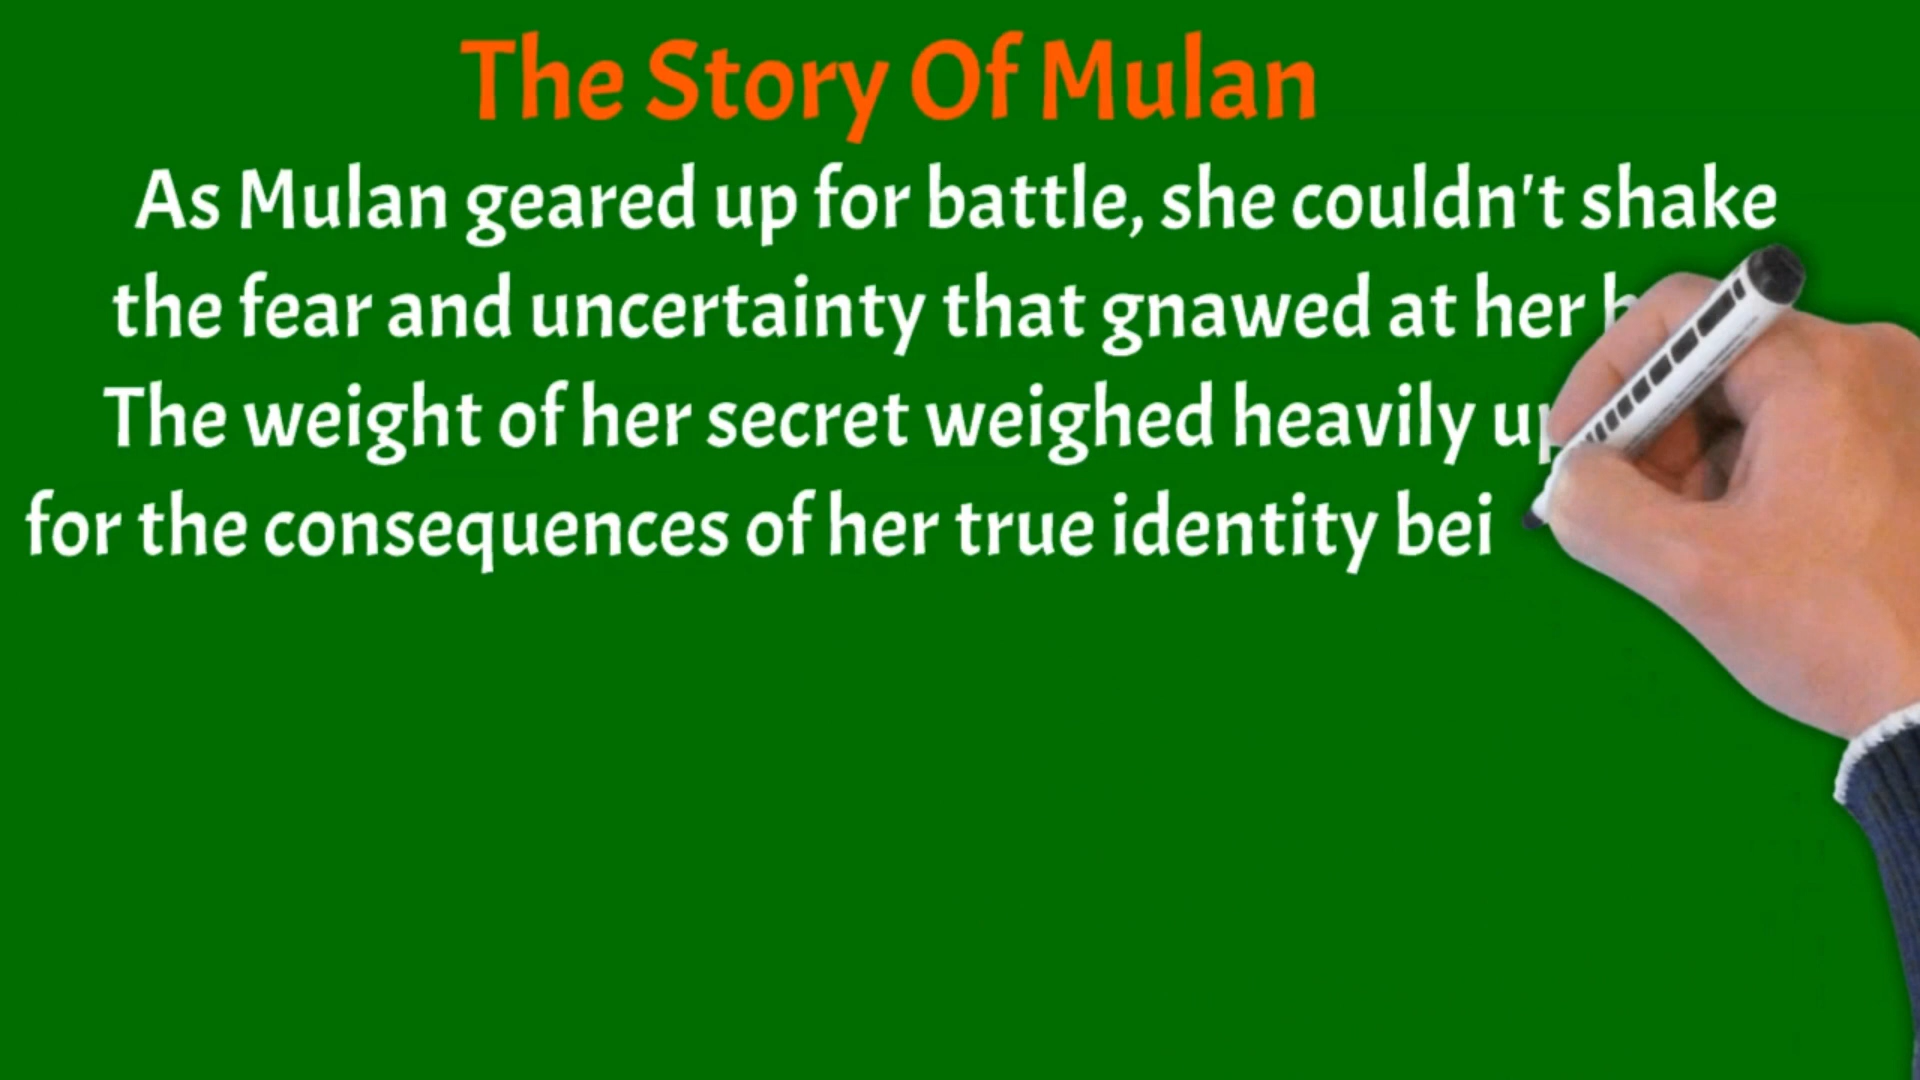 The Story Of Mulan
As Mulan geared up for battle, she couldn't shake
the fear and uncertainty that gnawed at her
The weight of her secret weighed heavily
for the consequences of her true identity bei